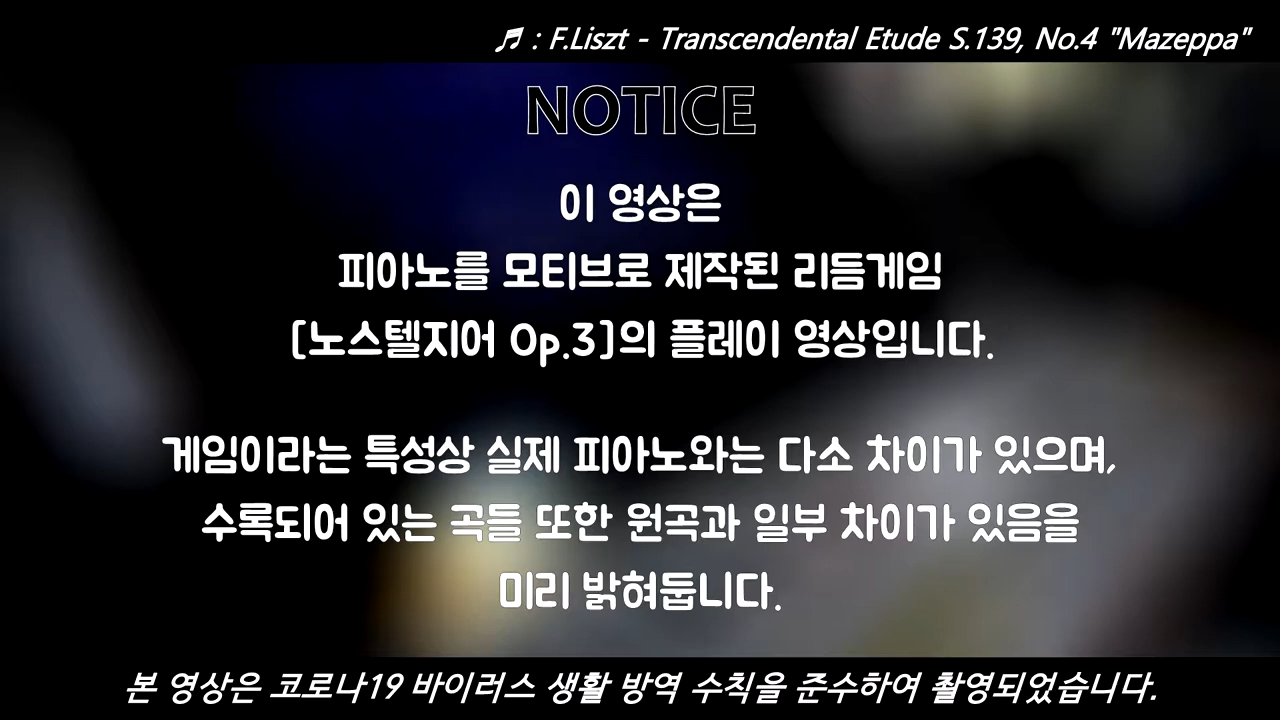 ♬ : F.Liszt - Transcendental Etude S.139, No.4 "Mazeppa"
NOTICE
이 영상은
피아노를 모티브로 제작된 리듬게임
[노스텔지어 Op.3]의 플레이 영상입니다.
게임이라는 특성상 실제 피아노와는 다소 차이가 있으며,
수록되어 있는 곡들 또한 원곡과 일부 차이가 있음을
미리 밝혀둡니다.
본 영상은 코로나19 바이러스 생활 방역 수칙을 준수하여 촬영되었습니다.